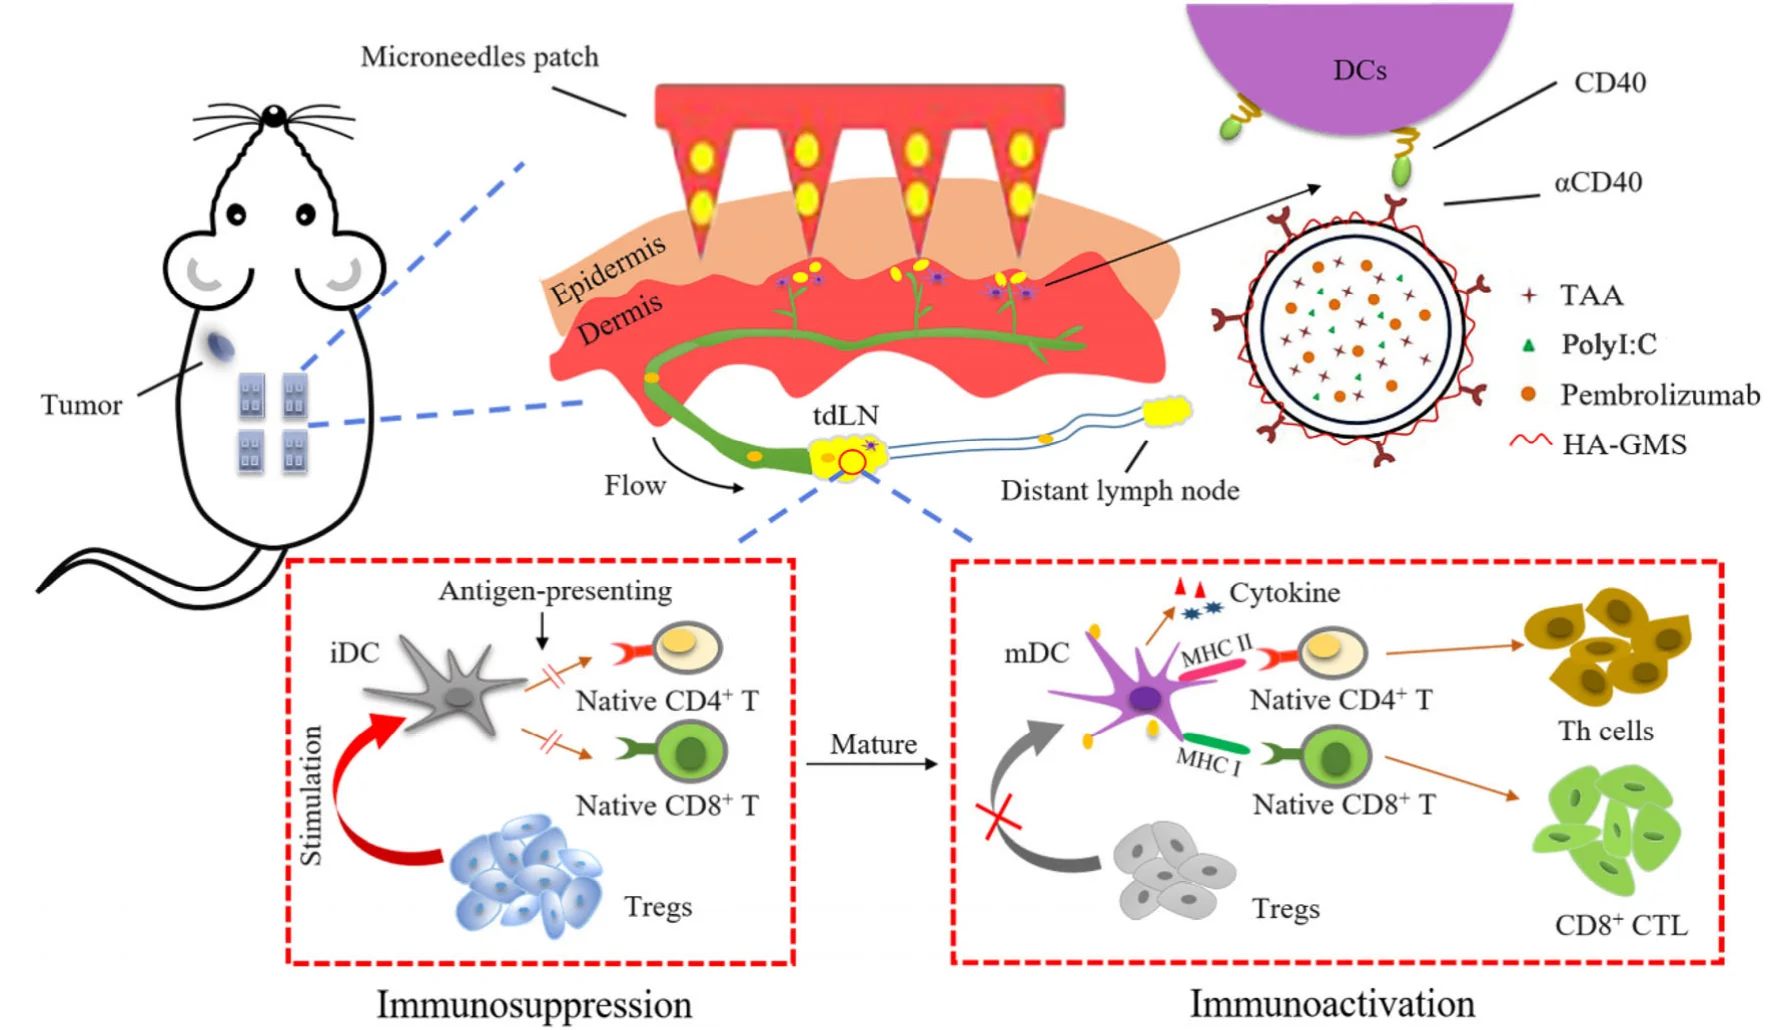 Microneedles patch
DCs
CD40
αCD40
Epidermis
Dermis
TAA
PolyI:C
Pembrolizumab
HA-GMS
Tumor
tdLN
Flow
Distant lymph node
Antigen-presenting
iDC
Native CD4⁺ T
Native CD8⁺ T
Stimulation
Tregs
Mature
Cytokine
mDC
MHC II
Native CD4⁺ T
MHC I
Native CD8⁺ T
Th cells
Tregs
CD8⁺ CTL
Immunosuppression
Immunoactivation